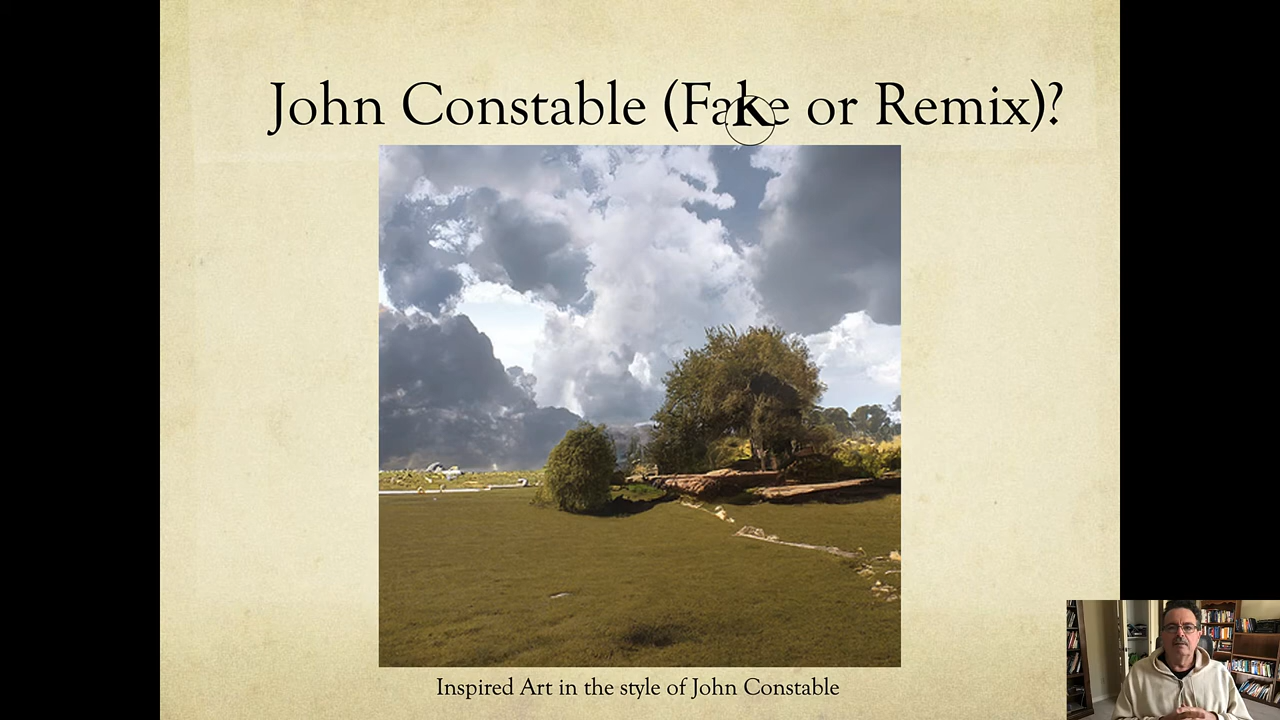 John Constable (Fake or Remix)?
Inspired Art in the style of John Constable